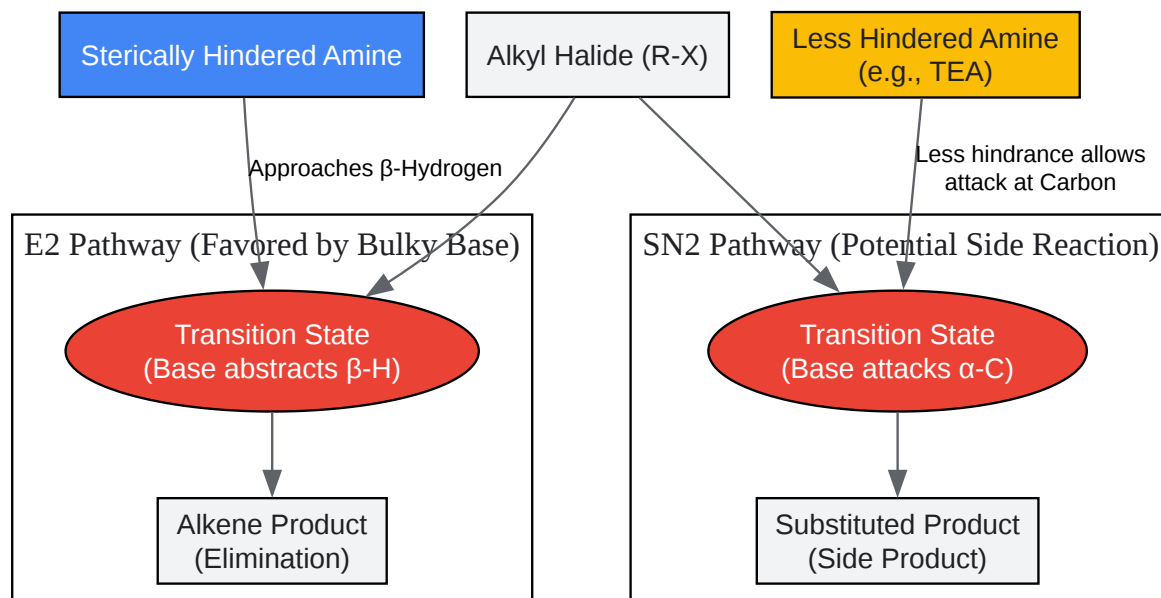 Sterically Hindered Amine
Alkyl Halide (R-X)
Less Hindered Amine
(e.g., TEA)
Approaches β-Hydrogen
Less hindrance allows
attack at Carbon
E2 Pathway (Favored by Bulky Base)
SN2 Pathway (Potential Side Reaction)
Transition State
(Base abstracts β-H)
Transition State
(Base attacks α-C)
Alkene Product
(Elimination)
Substituted Product
(Side Product)